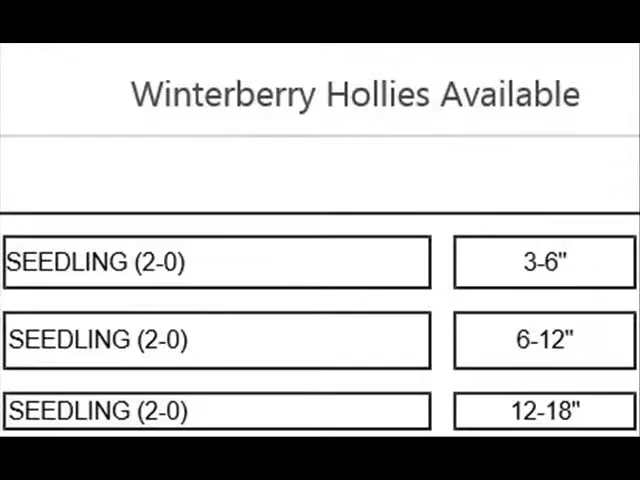 Winterberry Hollies Available
SEEDLING (2-0) 3-6"
SEEDLING (2-0) 6-12"
SEEDLING (2-0) 12-18"